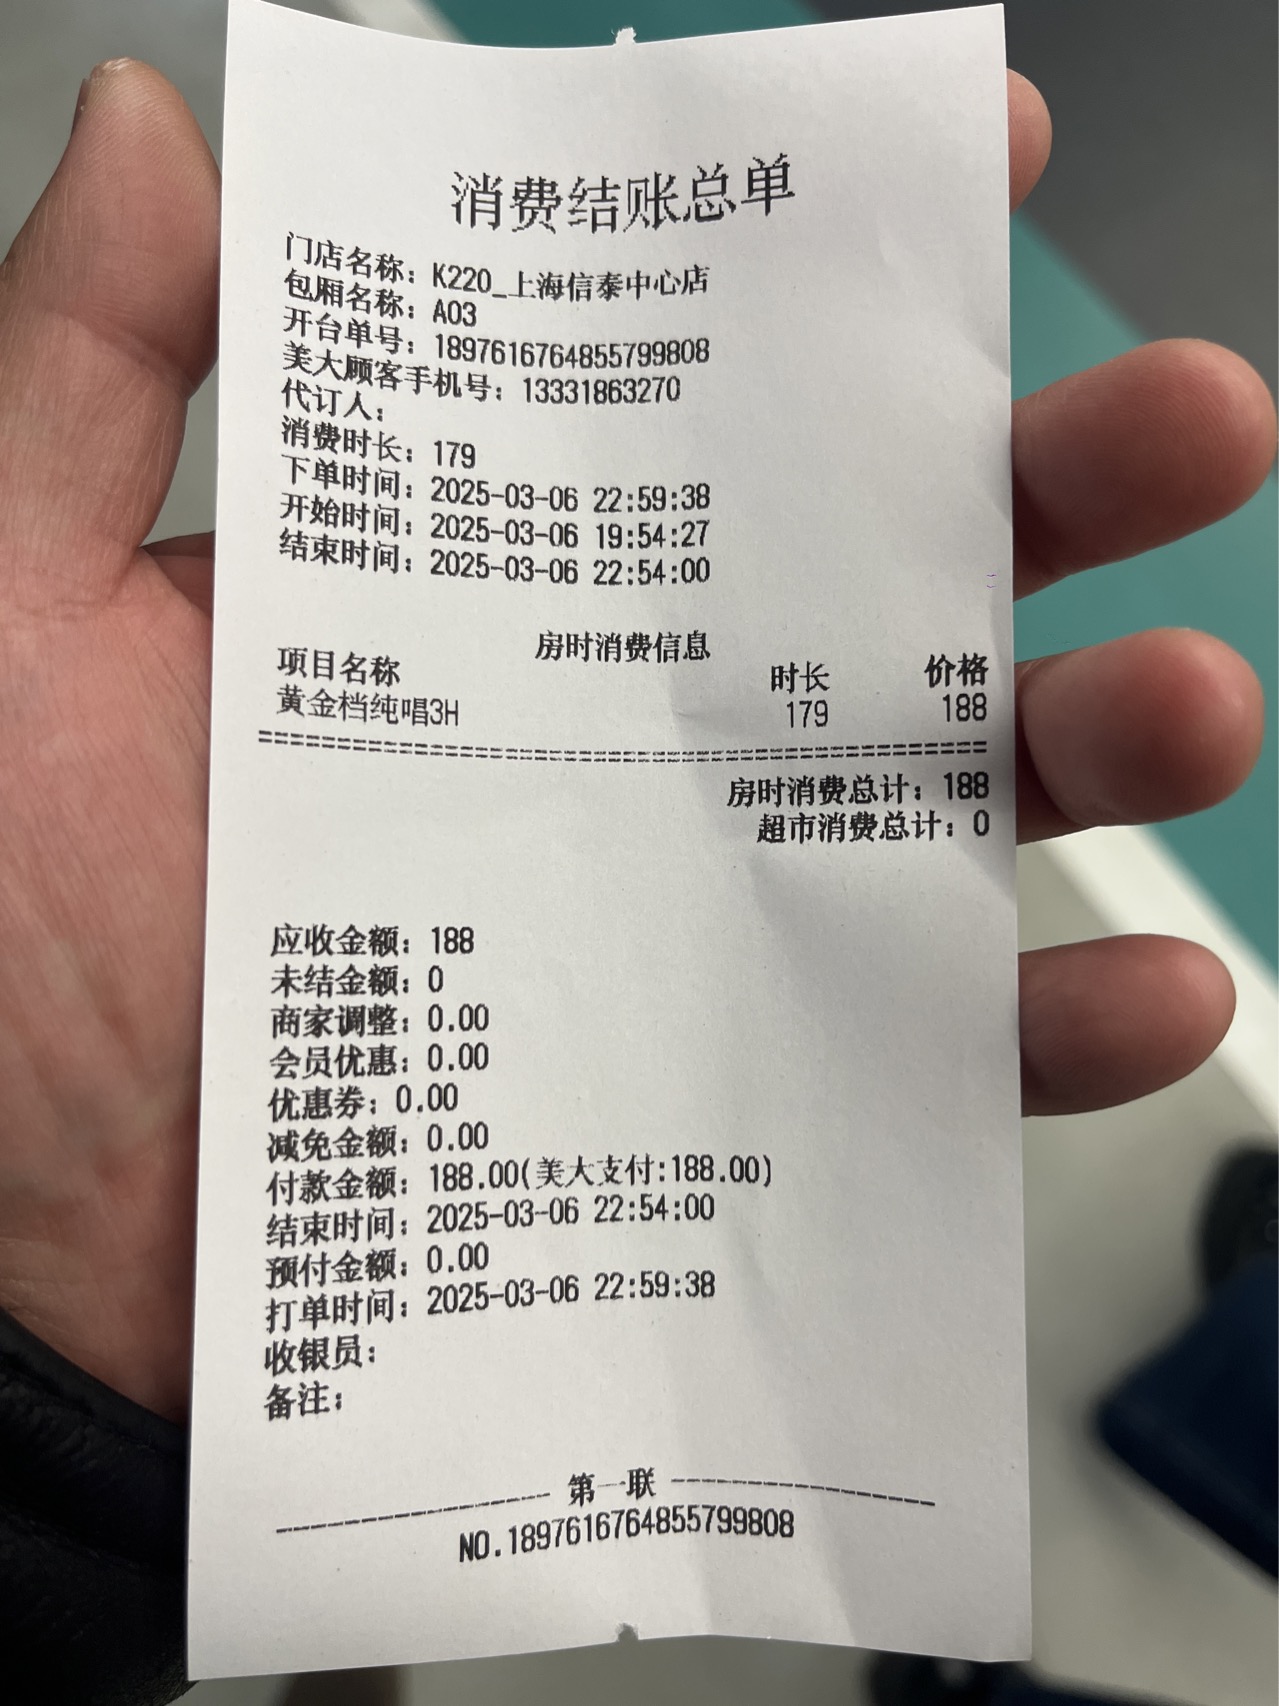 消费结账总单
门店名称：K220_上海信泰中心店
包厢名称：A03
开台单号：1897616764855799808
美大顾客手机号：13331863270
代订人：
消费时长：179
下单时间：2025-03-06 22:59:38
开始时间：2025-03-06 19:54:27
结束时间：2025-03-06 22:54:00
房时消费信息
项目名称 时长 价格
黄金档纯唱3H 179 188
房时消费总计：188
超市消费总计：0
应收金额：188
未结金额：0
商家调整：0.00
会员优惠：0.00
优惠券：0.00
减免金额：0.00
付款金额：188.00(美大支付:188.00)
结束时间：2025-03-06 22:54:00
预付金额：0.00
打单时间：2025-03-06 22:59:38
收银员：
备注：
第一联
NO.1897616764855799808